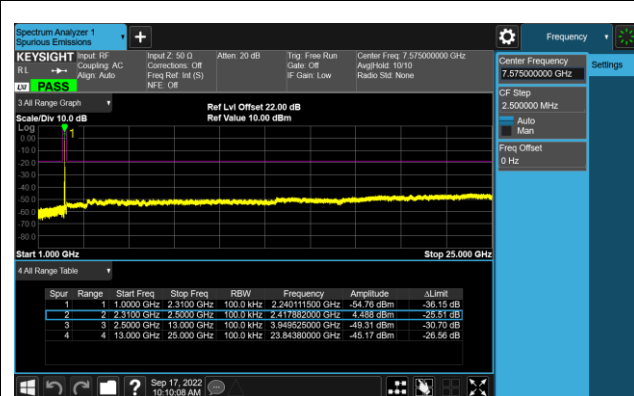 Spectrum Analyzer 1
Spurious Emissions
+
Frequency
KEYSIGHT
Input: RF
Coupling: AC
Align: Auto
Input Z: 50 Ω
Corrections: Off
Freq Ref: Int (S)
NFE: Off
Atten: 20 dB
Trig: Free Run
Gate: Off
IF Gain: Low
Center Freq: 7.575000000 GHz
Avg|Hold: 10/10
Radio Std: None
RL
LXI
PASS
Center Frequency
7.575000000 GHz
Settings
CF Step
2.500000 MHz
Auto
Man
Freq Offset
0 Hz
3 All Range Graph
Scale/Div 10.0 dB
Ref Lvl Offset 22.00 dB
Ref Value 10.00 dBm
Log
1
0.00
-10.0
-20.0
-30.0
-40.0
-50.0
-60.0
-70.0
-80.0
Start 1.000 GHz
Stop 25.000 GHz
4 All Range Table
Spur Range Start Freq Stop Freq RBW Frequency Amplitude ΔLimit
1 1 1.0000 GHz 2.3100 GHz 100.0 kHz 2.240111500 GHz -54.76 dBm -36.15 dB
2 2 2.3100 GHz 2.5000 GHz 100.0 kHz 2.417882000 GHz 4.488 dBm -25.51 dB
3 3 2.5000 GHz 13.000 GHz 100.0 kHz 3.949525000 GHz -49.31 dBm -30.70 dB
4 4 13.000 GHz 25.000 GHz 100.0 kHz 23.84380000 GHz -45.17 dBm -26.56 dB
?
Sep 17, 2022
10:10:08 AM